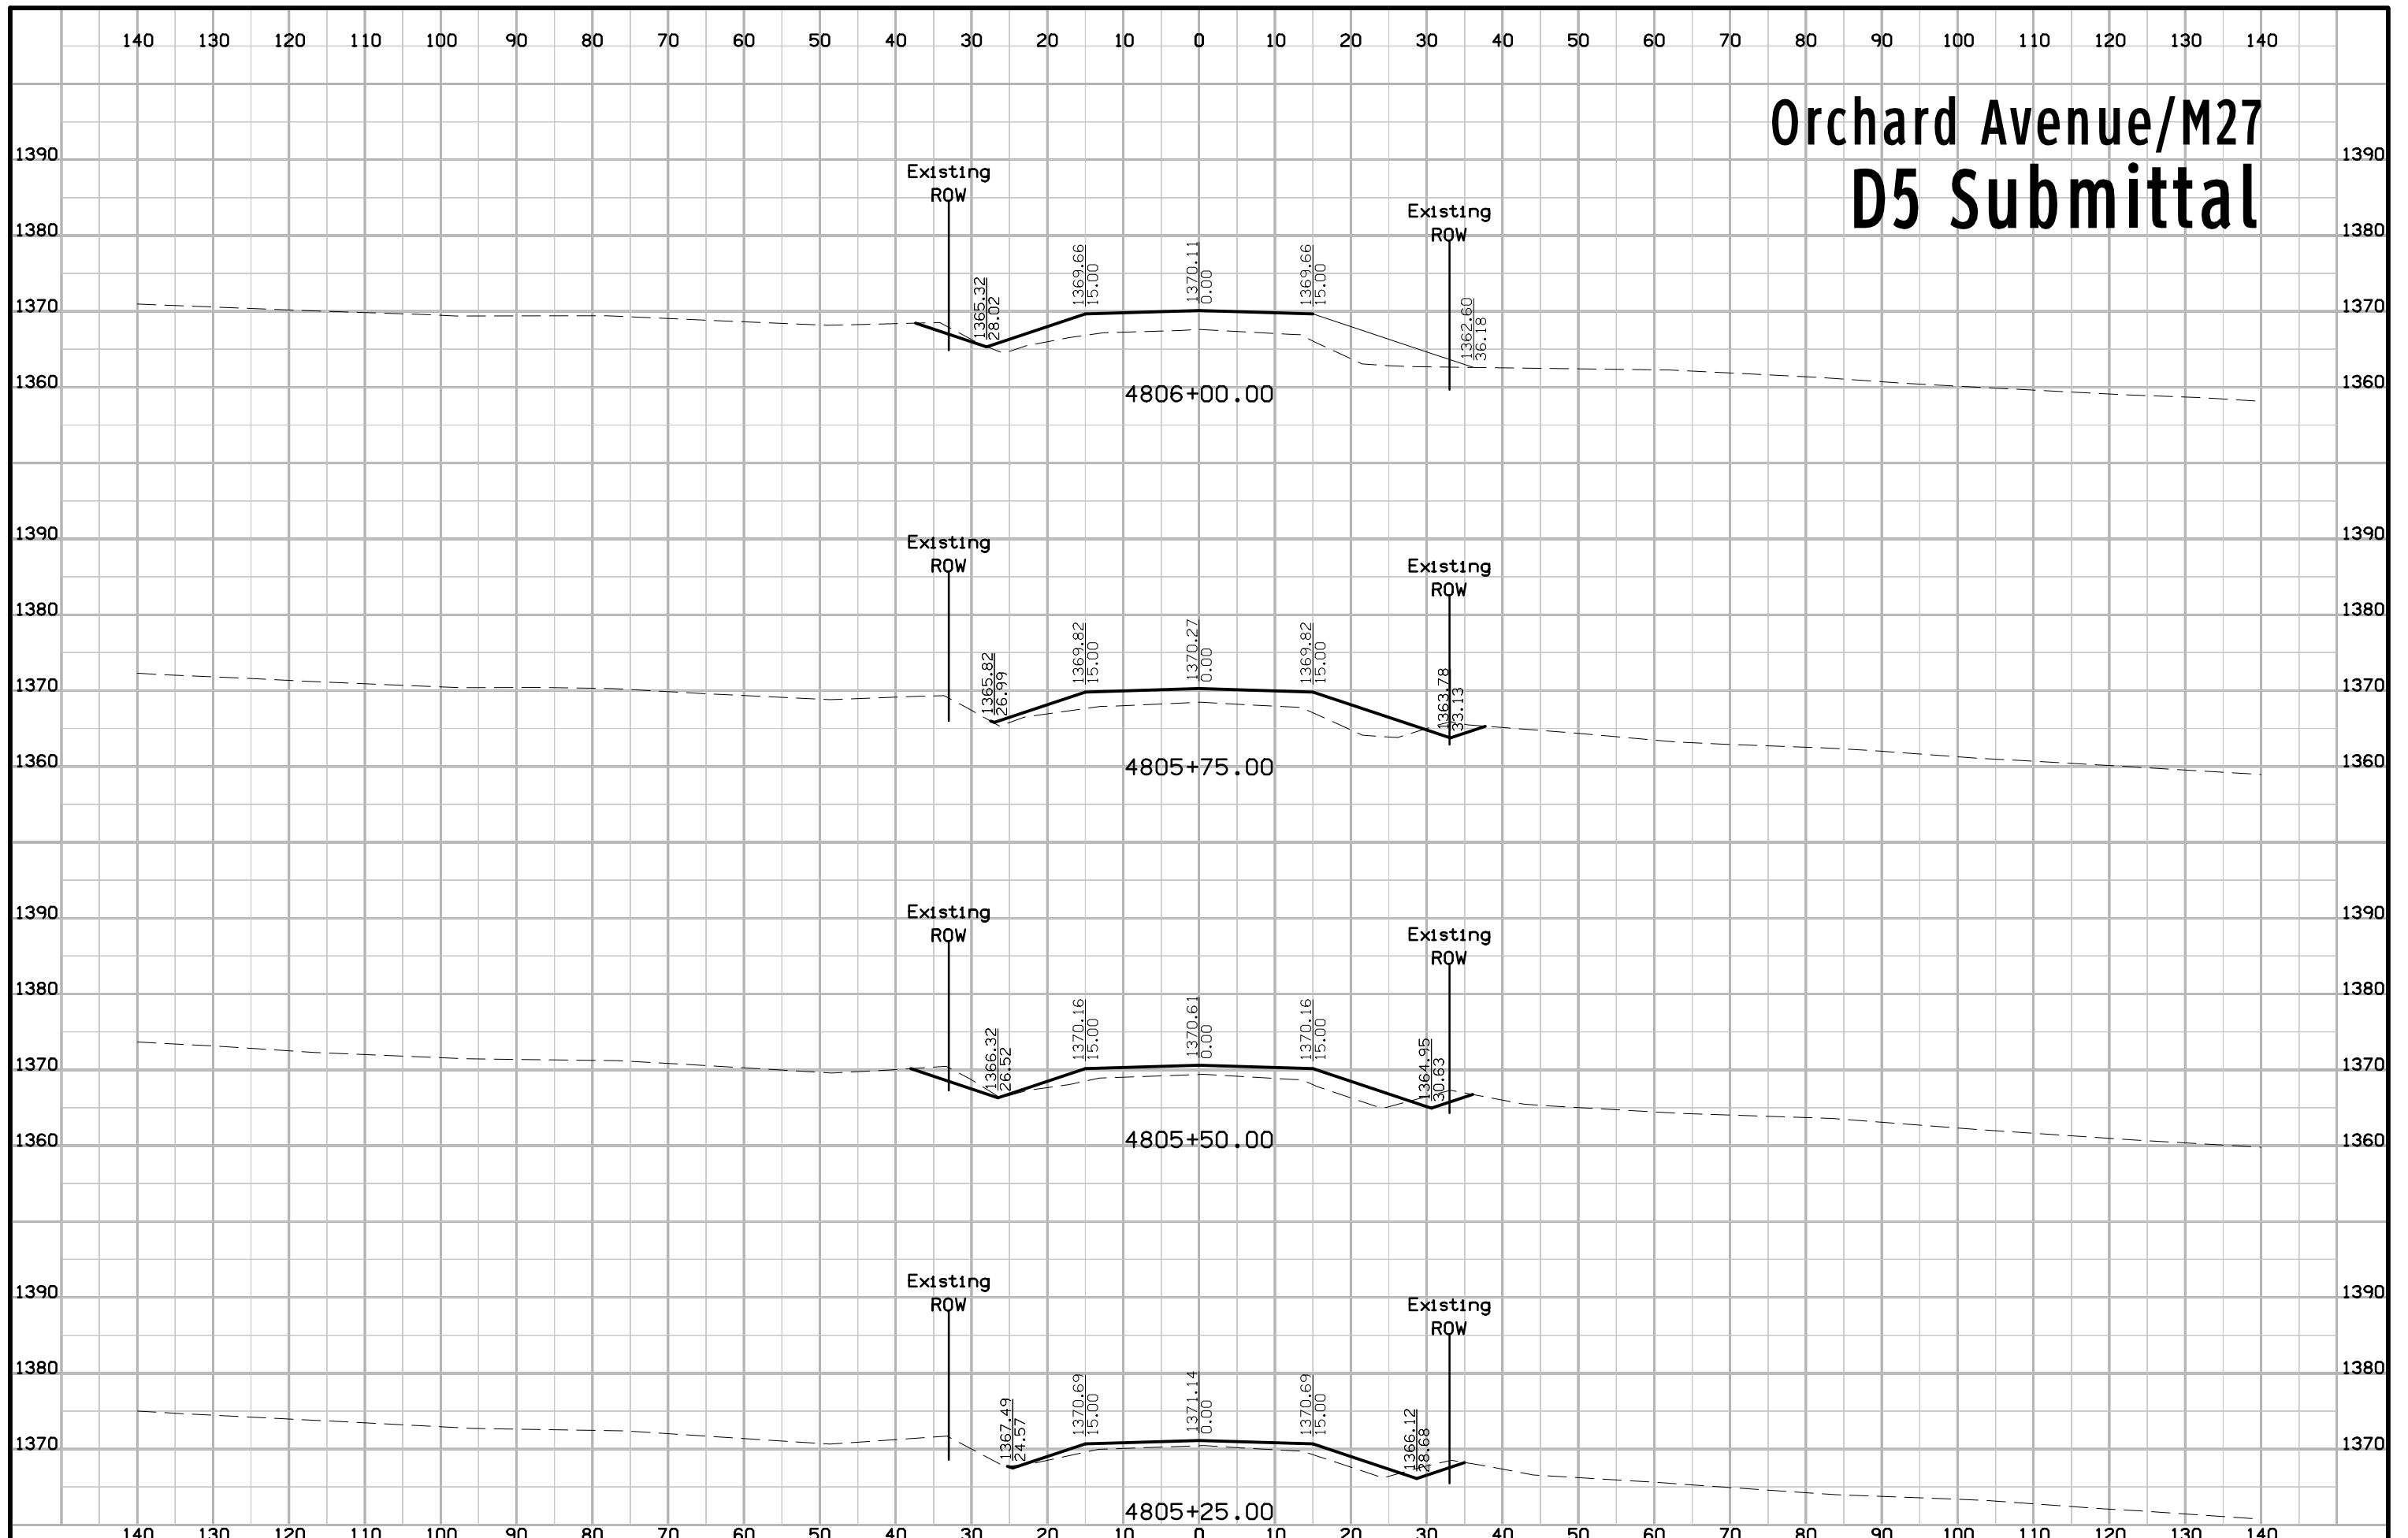 140 130 120 110 100 90 80 70 60 50 40 30 20 10 0 10 20 30 40 50 60 70 80 90 100 110 120 130 140
Orchard Avenue/M27
D5 Submittal
1390 1390
Existing
ROW
Existing
ROW
1380 1380
1365.32
28.02
1369.66
15.00
1370.11
0.00
1369.66
15.00
1362.60
36.18
1370 1370
1360 1360
4806+00.00
1390 1390
Existing
ROW
Existing
ROW
1380 1380
1365.82
26.99
1369.82
15.00
1370.27
0.00
1369.82
15.00
1363.78
33.13
1370 1370
1360 1360
4805+75.00
1390 1390
Existing
ROW
Existing
ROW
1380 1380
1366.32
26.52
1370.16
15.00
1370.61
0.00
1370.16
15.00
1364.95
30.63
1370 1370
1360 1360
4805+50.00
1390 1390
Existing
ROW
Existing
ROW
1380 1380
1367.49
24.57
1370.69
15.00
1371.14
0.00
1370.69
15.00
1366.12
28.68
1370 1370
4805+25.00
140 130 120 110 100 90 80 70 60 50 40 30 20 10 0 10 20 30 40 50 60 70 80 90 100 110 120 130 140